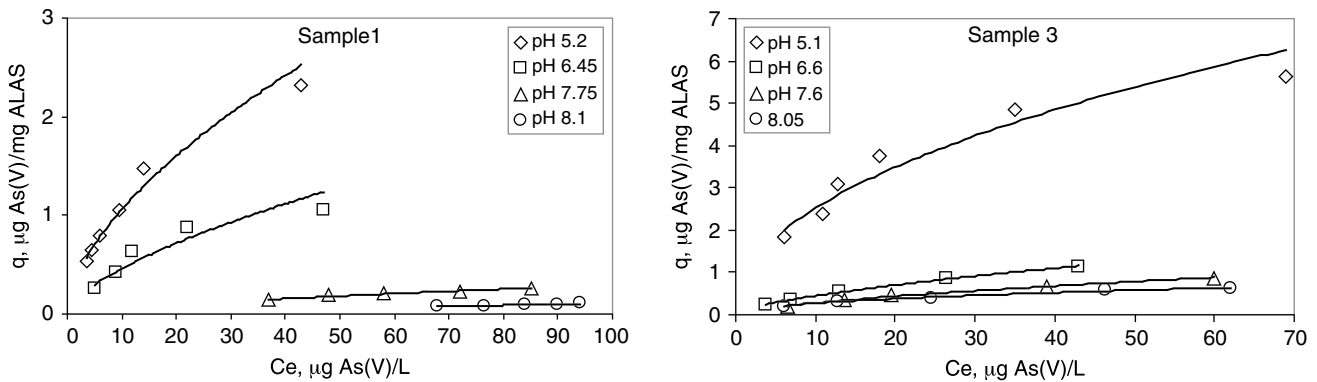 Sample1
pH 5.2
pH 6.45
pH 7.75
pH 8.1
3
2
1
0
q, μg As(V)/mg ALAS
0 10 20 30 40 50 60 70 80 90 100
Ce, μg As(V)/L
Sample 3
pH 5.1
pH 6.6
pH 7.6
8.05
7
6
5
4
3
2
1
0
q, μg As(V)/mg ALAS
0 10 20 30 40 50 60 70
Ce, μg As(V)/L